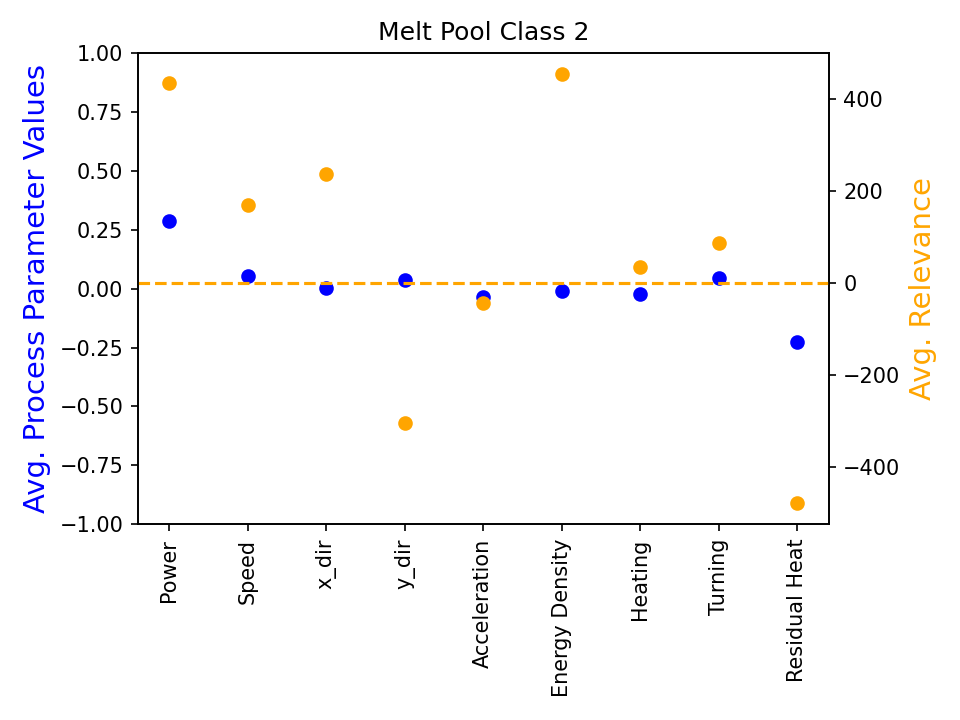 Melt Pool Class 2
Avg. Process Parameter Values
1.00
0.75
0.50
0.25
0.00
−0.25
−0.50
−0.75
−1.00
400
200
0
−200
−400
Avg. Relevance
Power
Speed
x_dir
y_dir
Acceleration
Energy Density
Heating
Turning
Residual Heat